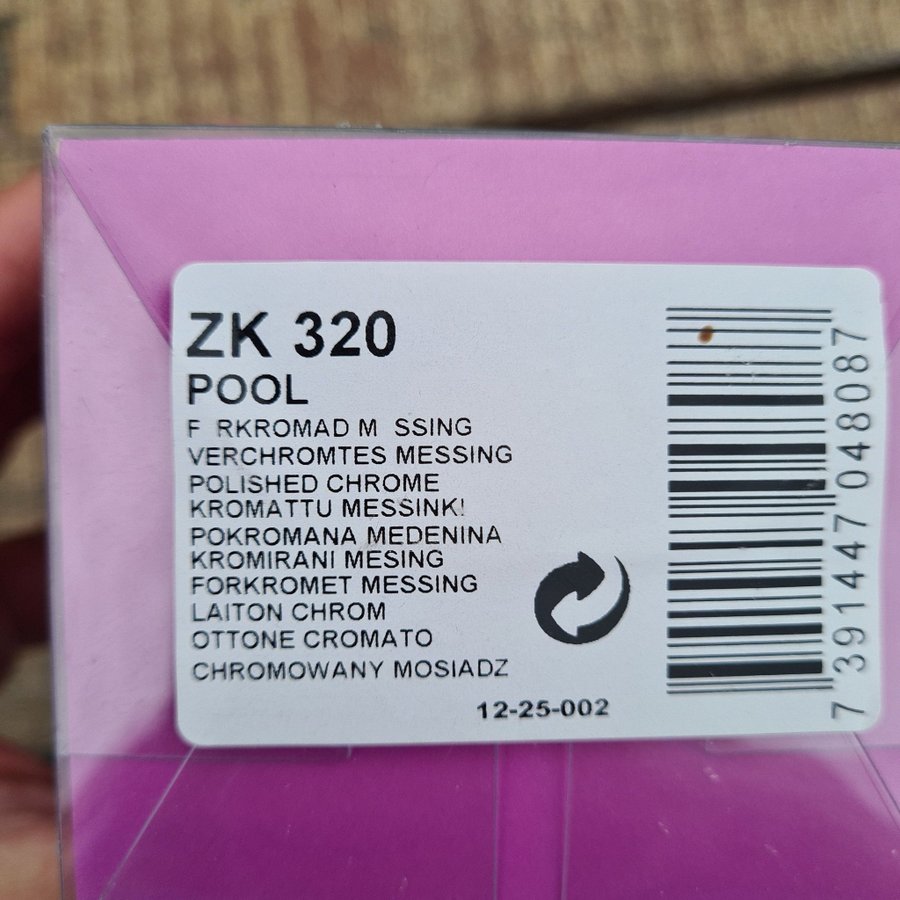 ZK 320
POOL
F RKROMAD M SSING
VERCHROMTES MESSING
POLISHED CHROME
KROMATTU MESSINKI
POKROMANA MEDENINA
KROMIRANI MESING
FORKROMET MESSING
LAITON CHROM
OTTONE CROMATO
CHROMOWANY MOSIADZ
12-25-002
7 391447 048087